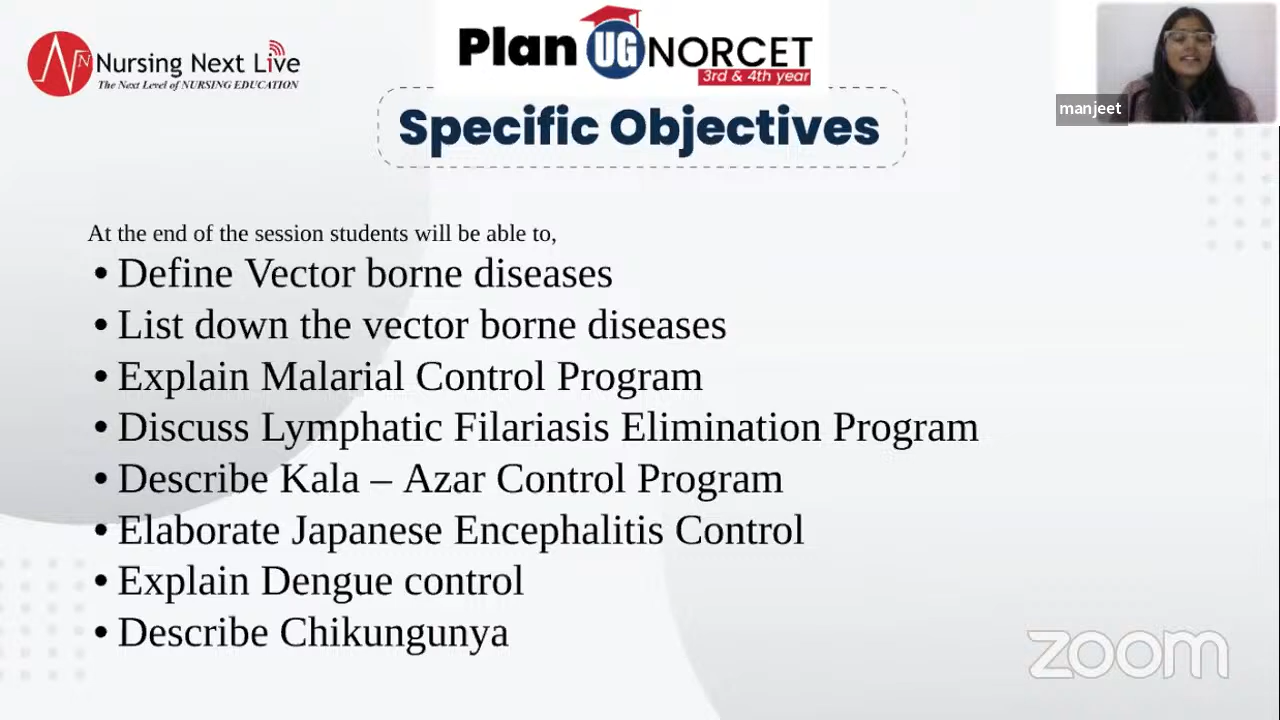 Nursing Next Live
The Next Level of NURSING EDUCATION
Plan UG NORCET
3rd & 4th year
manjeet
Specific Objectives
At the end of the session students will be able to,
• Define Vector borne diseases
• List down the vector borne diseases
• Explain Malarial Control Program
• Discuss Lymphatic Filariasis Elimination Program
• Describe Kala – Azar Control Program
• Elaborate Japanese Encephalitis Control
• Explain Dengue control
• Describe Chikungunya
zoom